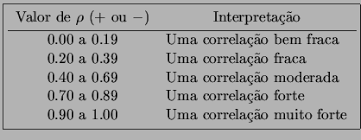 Valor de ρ (+ ou −) Interpretação
0.00 a 0.19 Uma correlação bem fraca
0.20 a 0.39 Uma correlação fraca
0.40 a 0.69 Uma correlação moderada
0.70 a 0.89 Uma correlação forte
0.90 a 1.00 Uma correlação muito forte